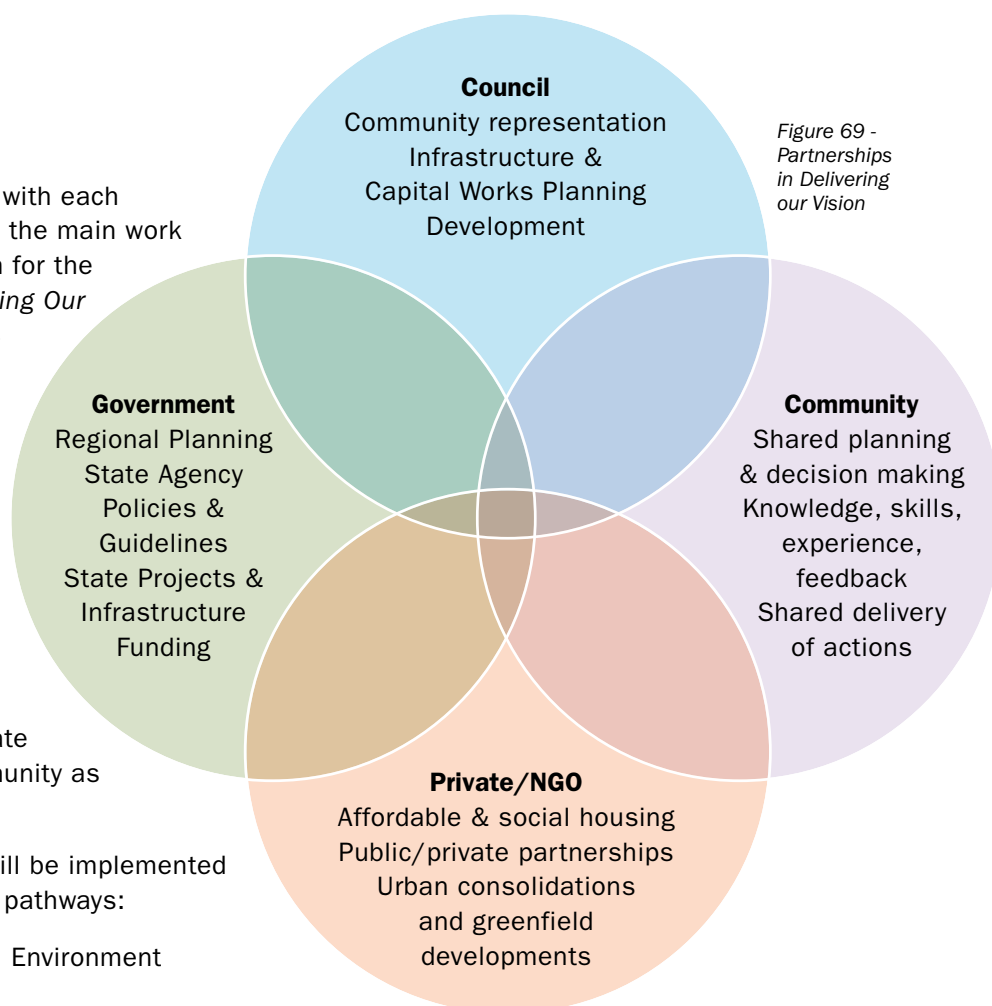 Council
Community representation
Infrastructure &
Capital Works Planning
Development
Figure 69 -
Partnerships
in Delivering
our Vision
with each
the main work
for the
ing Our
Government
Regional Planning
State Agency
Policies &
Guidelines
State Projects &
Infrastructure
Funding
Community
Shared planning
& decision making
Knowledge, skills,
experience,
feedback
Shared delivery
of actions
ate
munity as
ill be implemented
pathways:
Environment
Private/NGO
Affordable & social housing
Public/private partnerships
Urban consolidations
and greenfield
developments